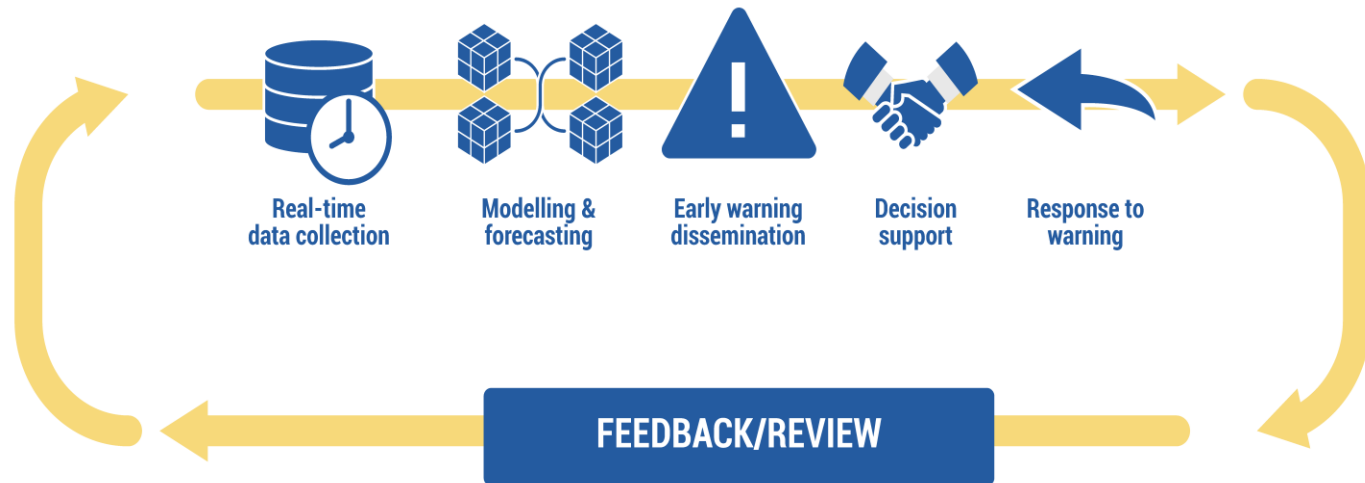 Real-time
data collection
Modelling &
forecasting
Early warning
dissemination
Decision
support
Response to
warning
FEEDBACK/REVIEW